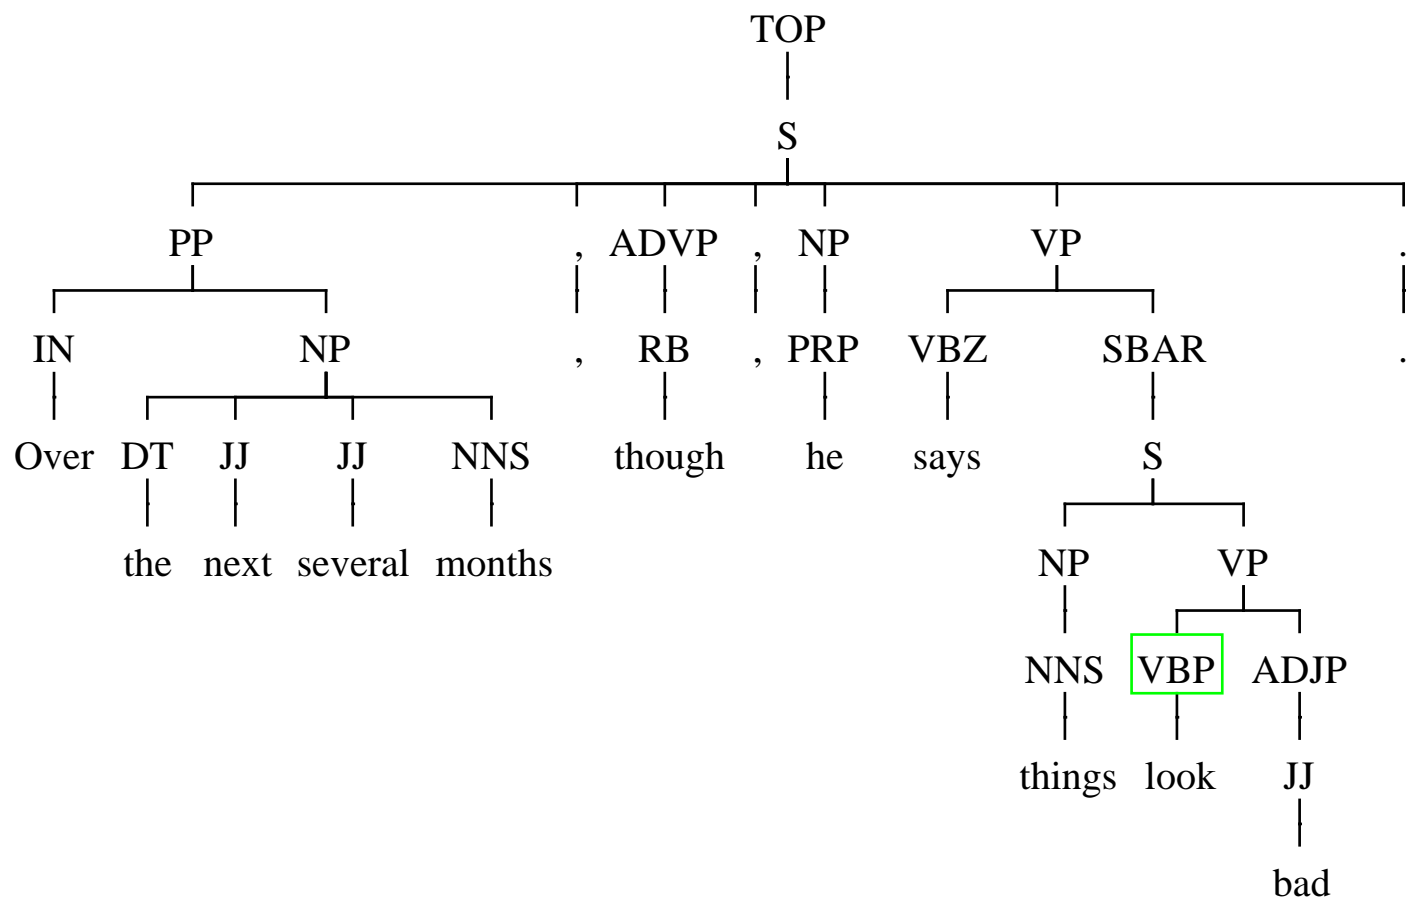 TOP
S
PP , ADVP , NP VP .
IN NP , RB , PRP VBZ SBAR .
Over DT JJ JJ NNS though he says S
the next several months NP VP
NNS VBP ADJP
things look JJ
bad